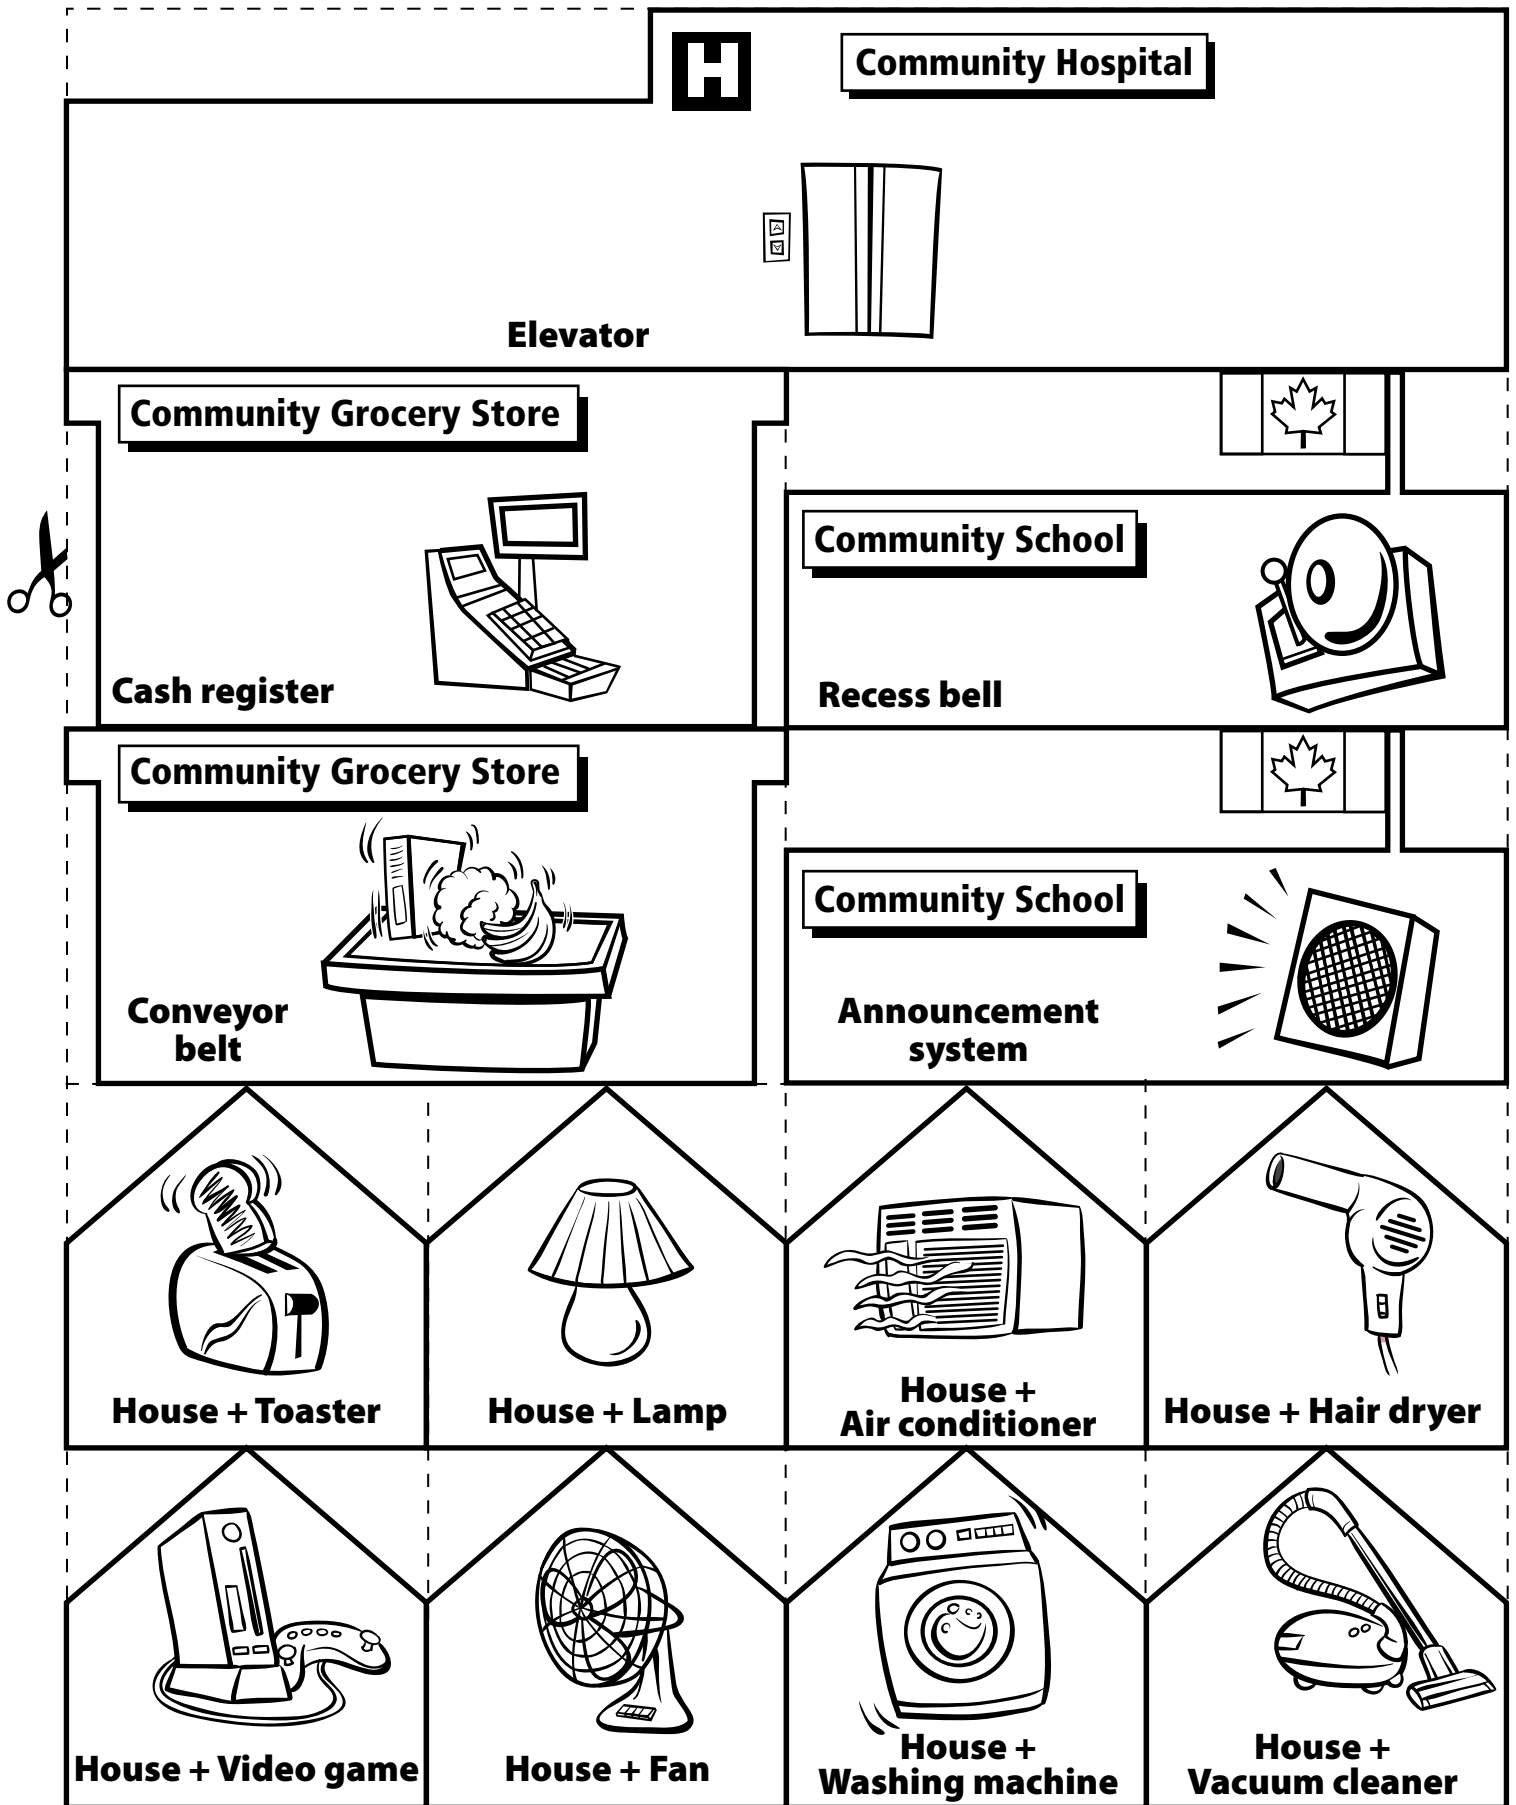 H
Community Hospital
Elevator
Community Grocery Store
Cash register
Community School
Recess bell
Community Grocery Store
Conveyor
belt
Community School
Announcement
system
House + Toaster
House + Lamp
House +
Air conditioner
House + Hair dryer
House + Video game
House + Fan
House +
Washing machine
House +
Vacuum cleaner